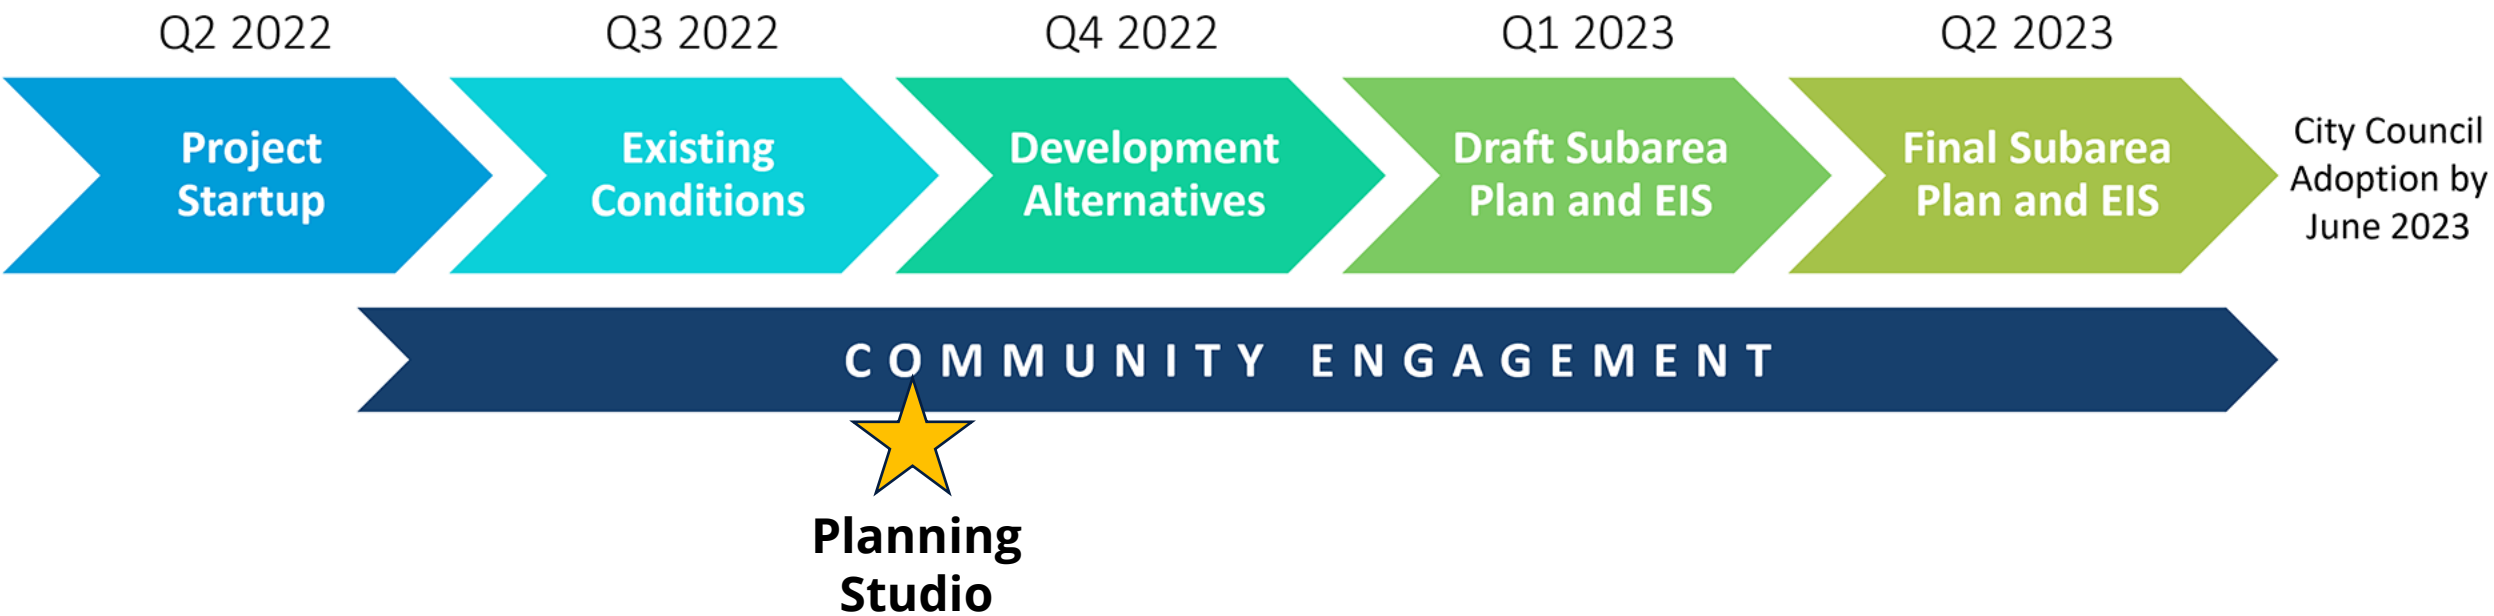 Q2 2022
Q3 2022
Q4 2022
Q1 2023
Q2 2023
Project
Startup
Existing
Conditions
Development
Alternatives
Draft Subarea
Plan and EIS
Final Subarea
Plan and EIS
City Council
Adoption by
June 2023
COMMUNITY ENGAGEMENT
Planning
Studio